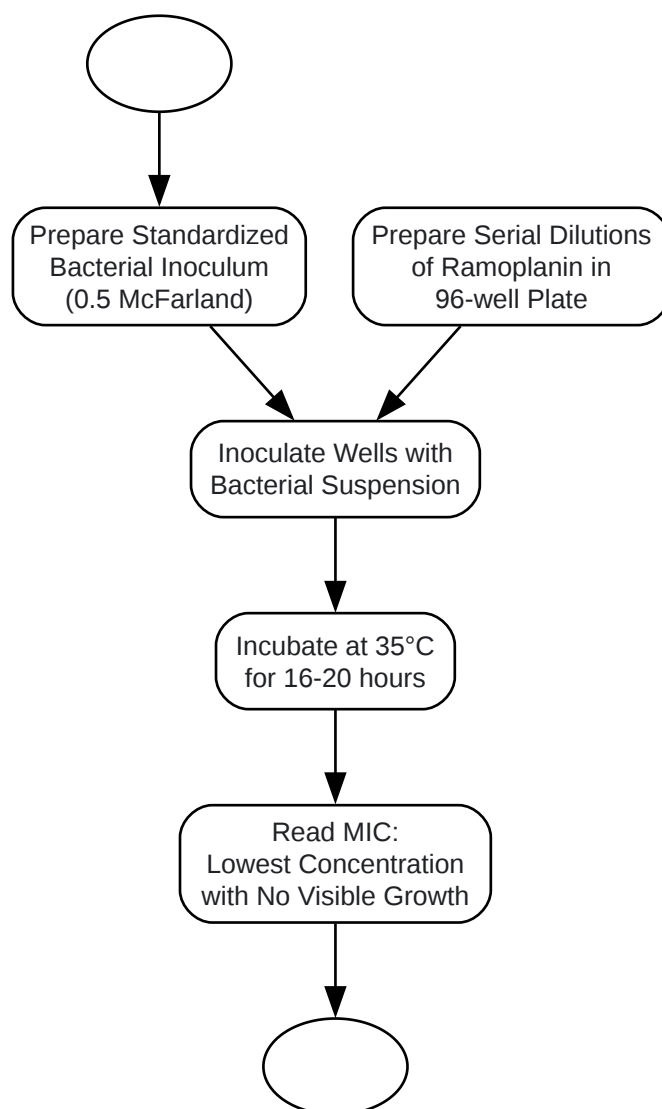 Prepare Standardized
Bacterial Inoculum
(0.5 McFarland)
Prepare Serial Dilutions
of Ramoplanin in
96-well Plate
Inoculate Wells with
Bacterial Suspension
Incubate at 35°C
for 16-20 hours
Read MIC:
Lowest Concentration
with No Visible Growth